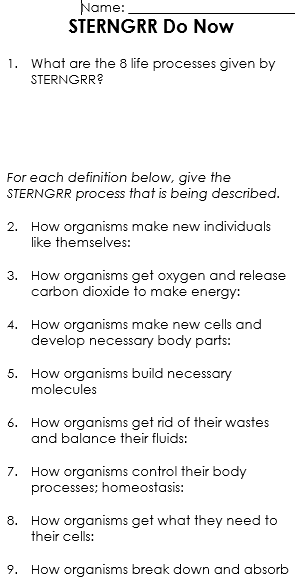 Name: ____________________
STERNGRR Do Now
1. What are the 8 life processes given by
STERNGRR?
For each definition below, give the
STERNGRR process that is being described.
2. How organisms make new individuals
like themselves:
3. How organisms get oxygen and release
carbon dioxide to make energy:
4. How organisms make new cells and
develop necessary body parts:
5. How organisms build necessary
molecules
6. How organisms get rid of their wastes
and balance their fluids:
7. How organisms control their body
processes; homeostasis:
8. How organisms get what they need to
their cells:
9. How organisms break down and absorb